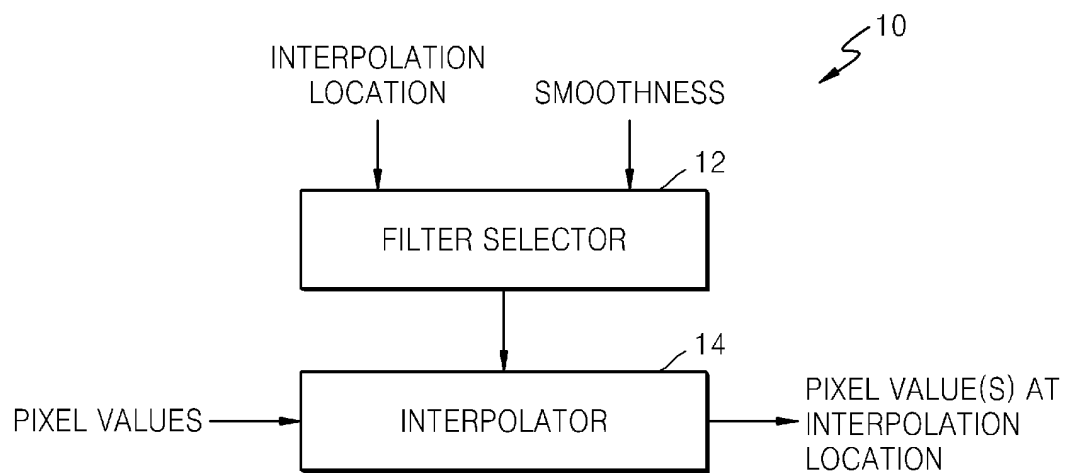 10
INTERPOLATION
LOCATION
SMOOTHNESS
12
FILTER SELECTOR
14
PIXEL VALUES
INTERPOLATOR
PIXEL VALUE(S) AT
INTERPOLATION
LOCATION